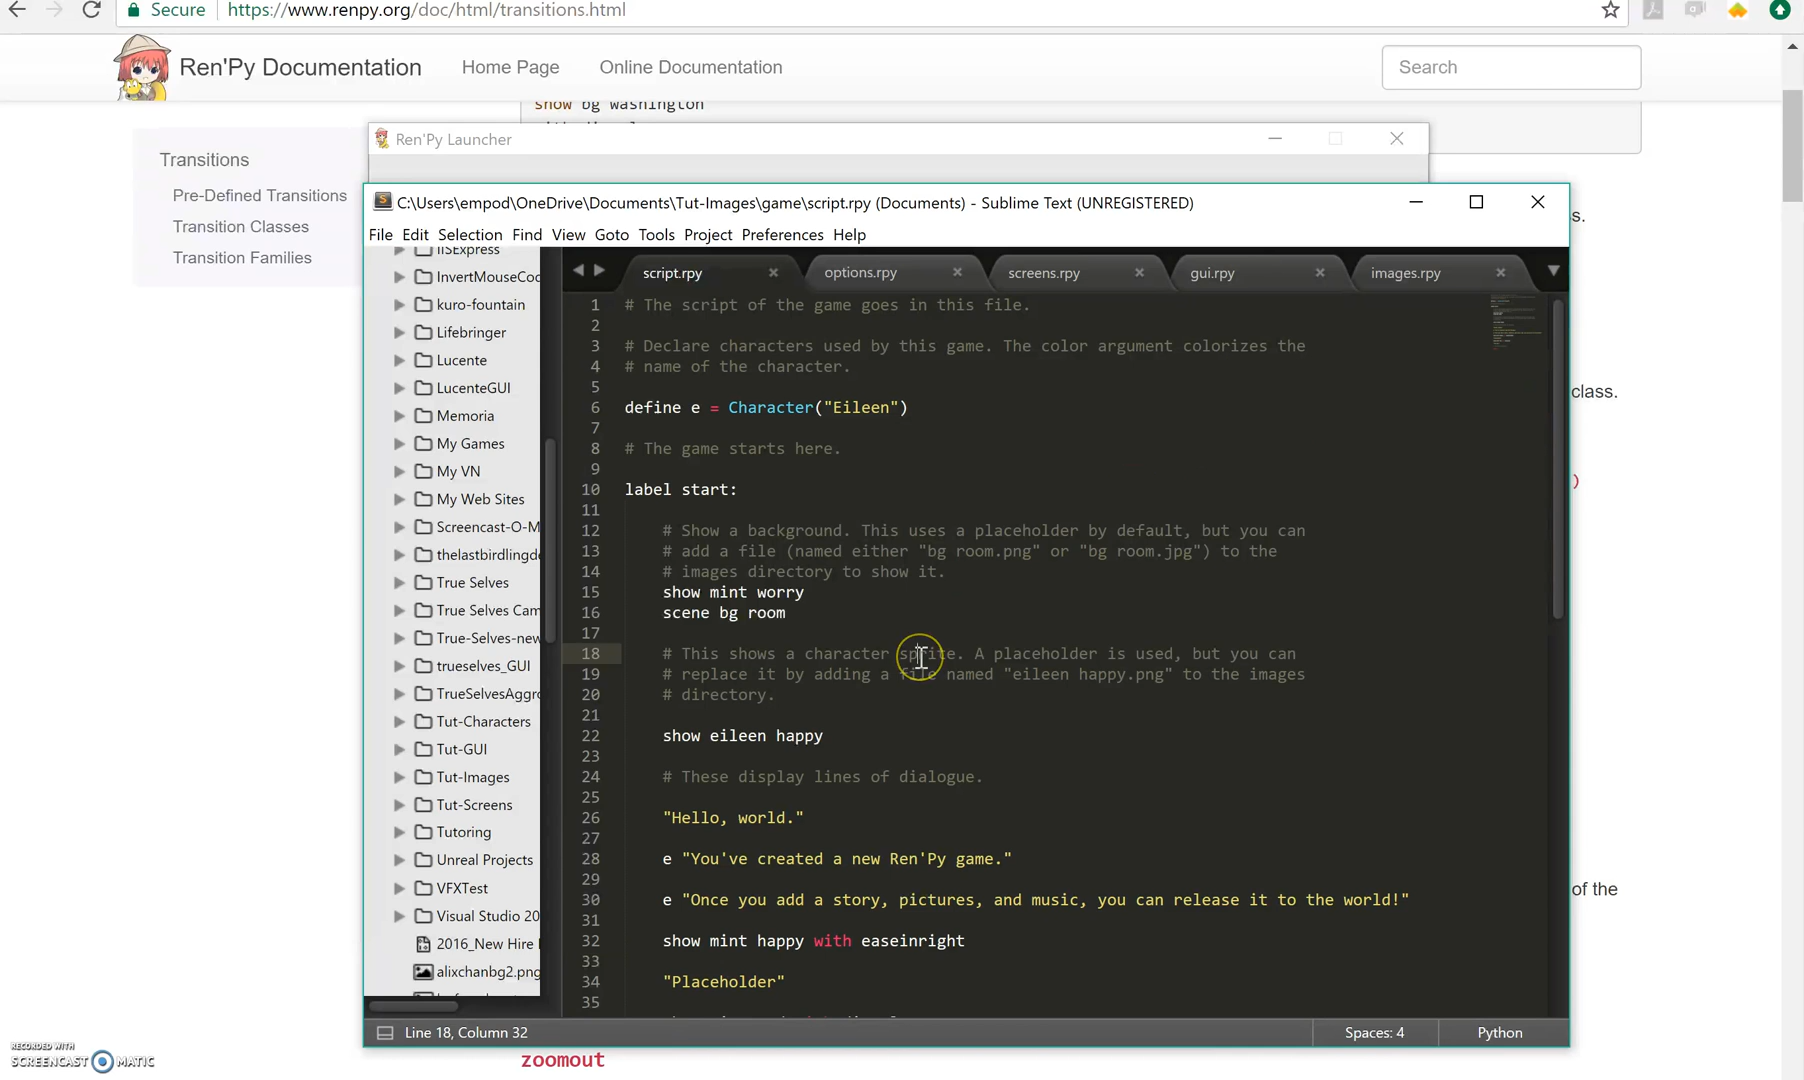 Secure
https://www.renpy.org/doc/html/transitions.html
Ren'Py Documentation
Home Page
Online Documentation
Search
show bg washington
Transitions
Pre-Defined Transitions
Transition Classes
Transition Families
Ren'Py Launcher
C:\Users\empod\OneDrive\Documents\Tut-Images\game\script.rpy (Documents) - Sublime Text (UNREGISTERED)
File Edit Selection Find View Goto Tools Project Preferences Help
IISExpress
InvertMouseCoo
kuro-fountain
Lifebringer
Lucente
LucenteGUI
Memoria
My Games
My VN
My Web Sites
Screencast-O-M
thelastbirdlingde
True Selves
True Selves Cam
True-Selves-new
trueselves_GUI
TrueSelvesAggro
Tut-Characters
Tut-GUI
Tut-Images
Tut-Screens
Tutoring
Unreal Projects
VFXTest
Visual Studio 20
2016_New Hire
alixchanbg2.png
script.rpy
options.rpy
screens.rpy
gui.rpy
images.rpy
1 # The script of the game goes in this file.
2
3 # Declare characters used by this game. The color argument colorizes the
4 # name of the character.
5
6 define e = Character("Eileen")
7
8 # The game starts here.
9
10 label start:
11
12 # Show a background. This uses a placeholder by default, but you can
13 # add a file (named either "bg room.png" or "bg room.jpg") to the
14 # images directory to show it.
15 show mint worry
16 scene bg room
17
18 # This shows a character sprite. A placeholder is used, but you can
19 # replace it by adding a file named "eileen happy.png" to the images
20 # directory.
21
22 show eileen happy
23
24 # These display lines of dialogue.
25
26 "Hello, world."
27
28 e "You've created a new Ren'Py game."
29
30 e "Once you add a story, pictures, and music, you can release it to the world!"
31
32 show mint happy with easeinright
33
34 "Placeholder"
35
s.
class.
)
of the
Line 18, Column 32
Spaces: 4
Python
zoomout
RECORDED WITH
SCREENCAST MATIC